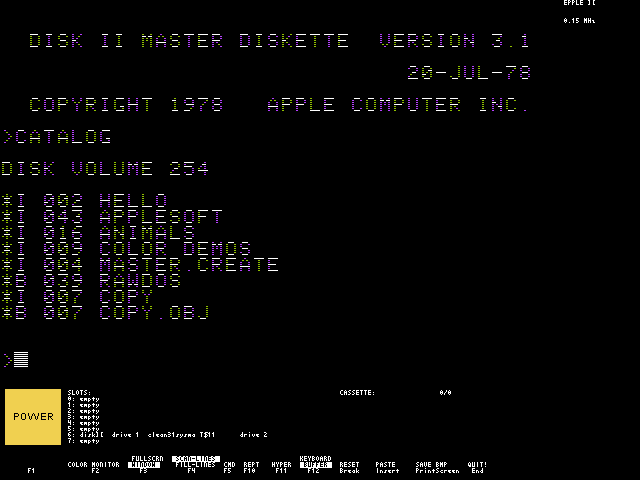 EPPLE ][
0.15 MHz
DISK II MASTER DISKETTE VERSION 3.1
20-JUL-78
COPYRIGHT 1978 APPLE COMPUTER INC.
>CATALOG
DISK VOLUME 254
*I 002 HELLO
*I 043 APPLESOFT
*I 016 ANIMALS
*I 009 COLOR DEMOS
*I 004 MASTER.CREATE
*B 039 RAWDOS
*I 007 COPY
*B 007 COPY.OBJ
>
POWER
SLOTS: CASSETTE: 0/0
0: empty
1: empty
2: empty
3: empty
4: empty
5: empty
6: disk][ drive 1 drive 2
7: empty
FULLSCRN SCAN-LINES KEYBOARD
COLOR MONITOR WINDOW FILL-LINES CMD REPT HYPER BUFFER RESET PASTE SAVE BMP QUIT!
F1 F2 F3 F4 F5 F10 F11 F12 Break Insert PrintScreen End